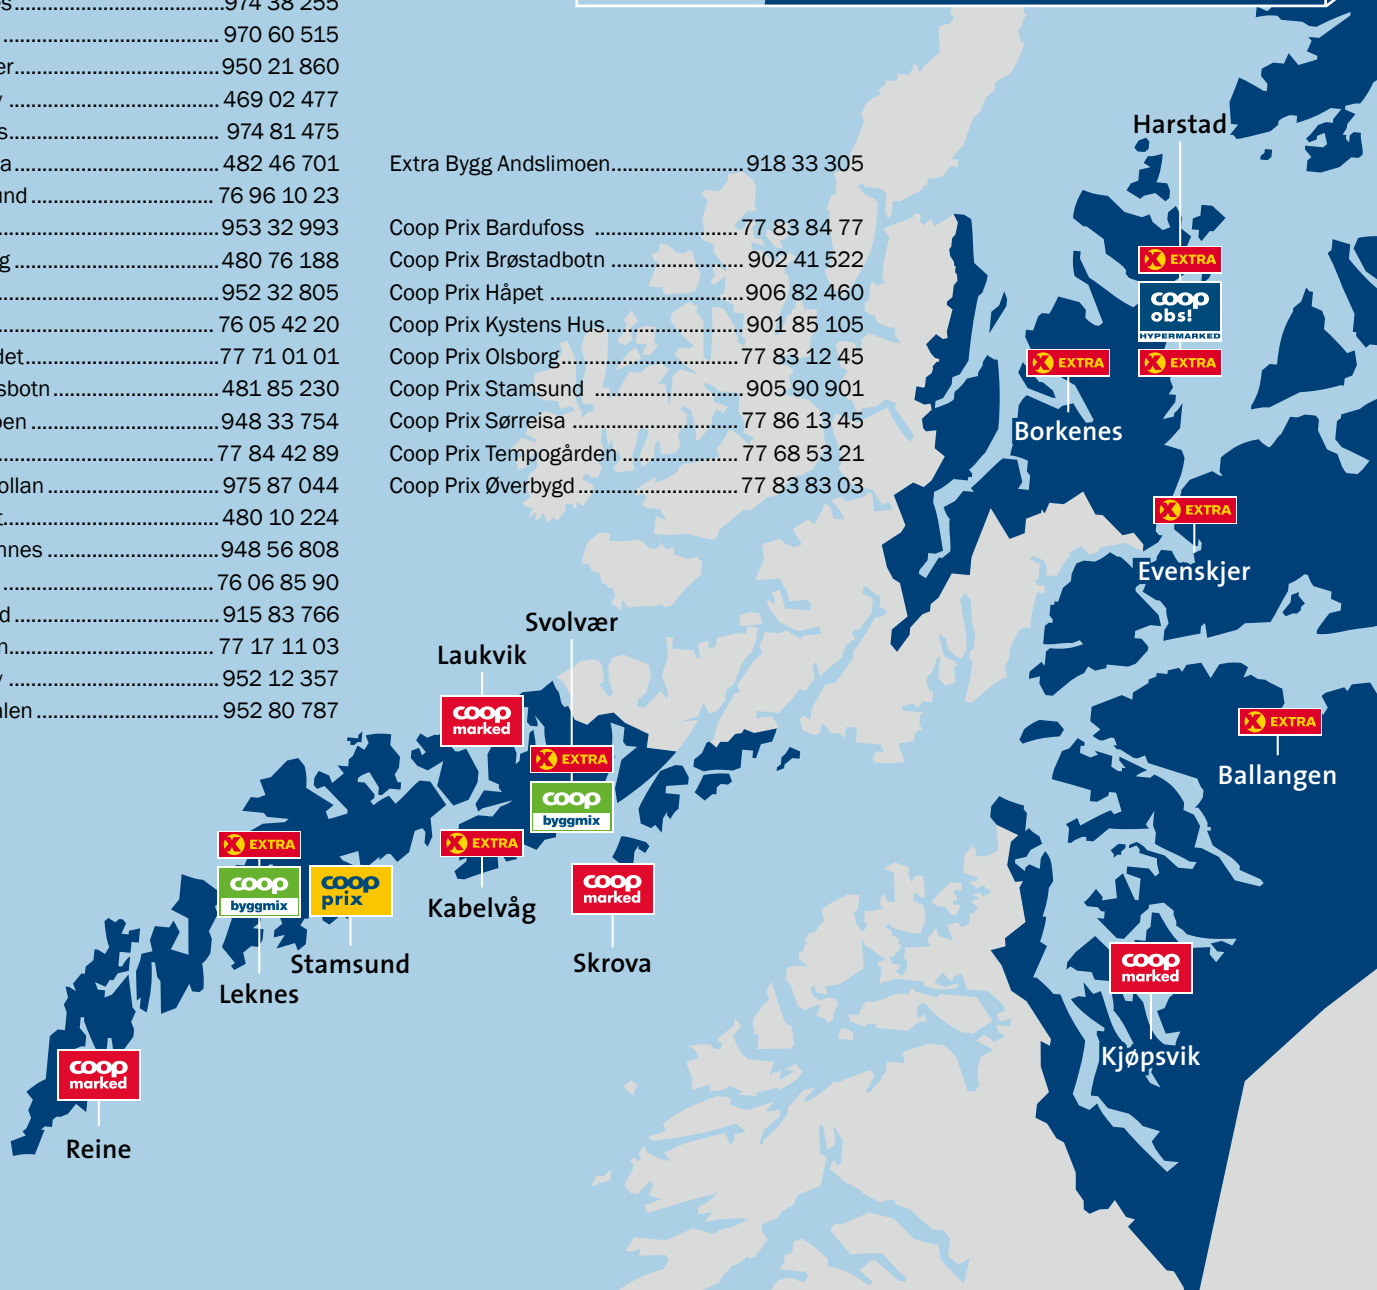 974 38 255
970 60 515
950 21 860
469 02 477
974 81 475
482 46 701
76 96 10 23
953 32 993
480 76 188
952 32 805
76 05 42 20
77 71 01 01
481 85 230
948 33 754
77 84 42 89
975 87 044
480 10 224
948 56 808
76 06 85 90
915 83 766
77 17 11 03
952 12 357
952 80 787
Extra Bygg Andslimoen 918 33 305
Coop Prix Bardufoss 77 83 84 77
Coop Prix Brøstadbotn 902 41 522
Coop Prix Håpet 906 82 460
Coop Prix Kystens Hus 901 85 105
Coop Prix Olsborg 77 83 12 45
Coop Prix Stamsund 905 90 901
Coop Prix Sørreisa 77 86 13 45
Coop Prix Tempogården 77 68 53 21
Coop Prix Øverbygd 77 83 83 03
Harstad
X EXTRA
coop
obs!
HYPERMARKED
X EXTRA
X EXTRA
Borkenes
X EXTRA
Evenskjer
X EXTRA
Ballangen
Svolvær
Laukvik
coop
marked
X EXTRA
coop
byggmix
X EXTRA
Kabelvåg
coop
marked
Skrova
X EXTRA
coop
byggmix
coop
prix
Stamsund
Leknes
coop
marked
Kjøpsvik
coop
marked
Reine